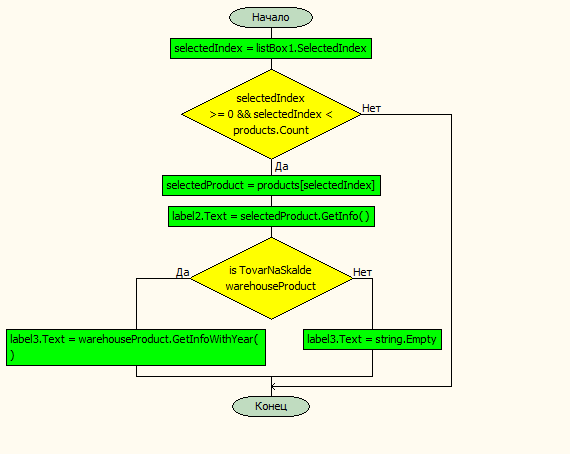 Начало
selectedIndex = listBox1.SelectedIndex
selectedIndex
>= 0 && selectedIndex <
products.Count
Нет
Да
selectedProduct = products[selectedIndex]
label2.Text = selectedProduct.GetInfo( )
is TovarNaSkalde
warehouseProduct
Да
Нет
label3.Text = warehouseProduct.GetInfoWithYear(
)
label3.Text = string.Empty
Конец